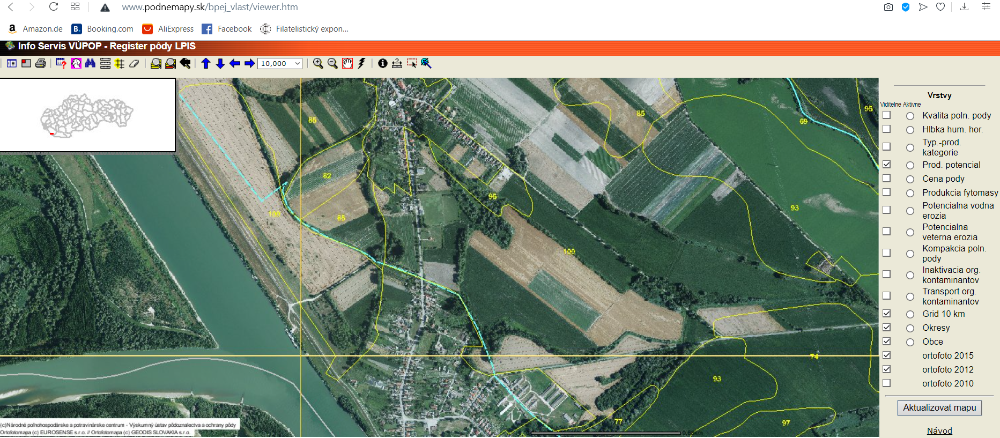 www.podnemapy.sk/bpej_vlast/viewer.htm
a Amazon.de B. Booking.com AliExpress f Facebook Filatelistický expon...
Info Servis VÚPOP - Register pôdy LPIS
10,000
Vrstvy
Viditelne Aktivne
Kvalita poln. pody
Hlbka hum. hor.
Typ.-prod.
kategorie
Prod. potencial
Cena pody
Produkcia fytomasy
Potencialna vodna
erozia
Potencialna
veterna erozia
Kompakcia poln.
pody
Inaktivacia org.
kontaminantov
Transport org.
kontaminantov
Grid 10 km
Okresy
Obce
ortofoto 2015
ortofoto 2012
ortofoto 2010
Aktualizovat mapu
Návod
95
85
85
69
82
95
93
100
85
100
74
93
77
97
(c)Národné poľnohospodárske a potravinárske centrum - Výskumný ústav pôdoznalectva a ochrany pôdy
Ortofotomapa (c) EUROSENSE s.r.o. // Ortofotomapa (c) GEODIS SLOVAKIA s.r.o.